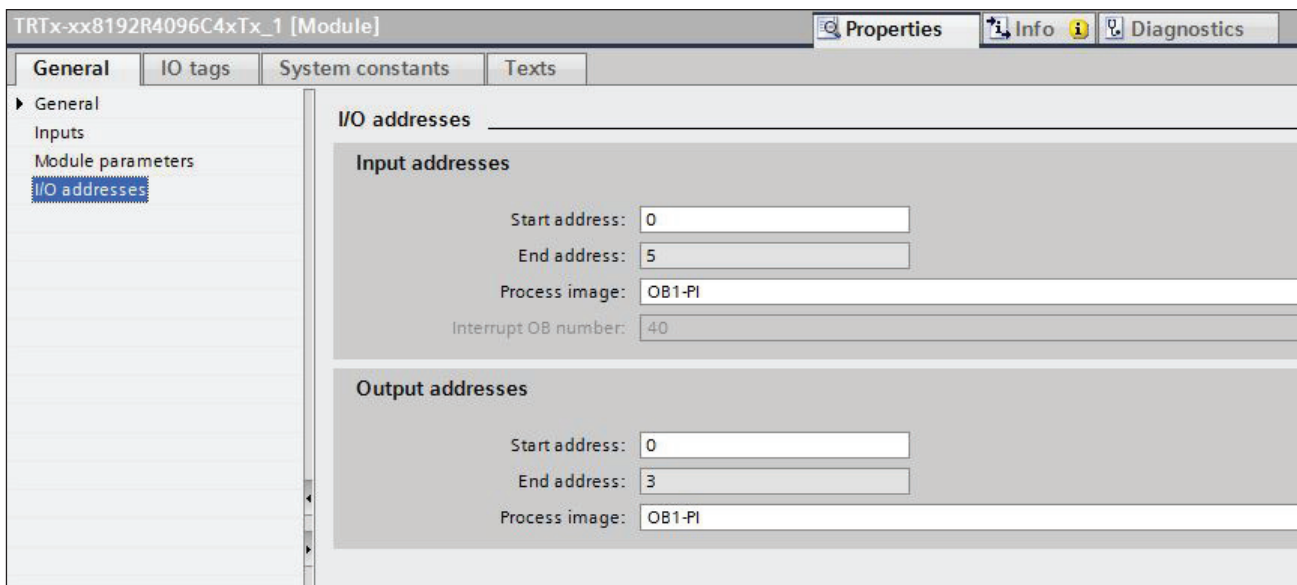 TRTx-xx8192R4096C4xTx_1 [Module]
Properties
Info
Diagnostics
General
IO tags
System constants
Texts
General
Inputs
Module parameters
I/O addresses
I/O addresses
Input addresses
Start address: 0
End address: 5
Process image: OB1-PI
Interrupt OB number: 40
Output addresses
Start address: 0
End address: 3
Process image: OB1-PI